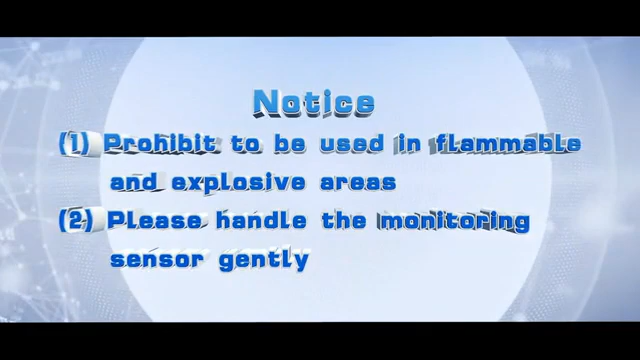 Notice
(1) Prohibit to be used in flammable
and explosive areas
(2) Please handle the monitoring
sensor gently